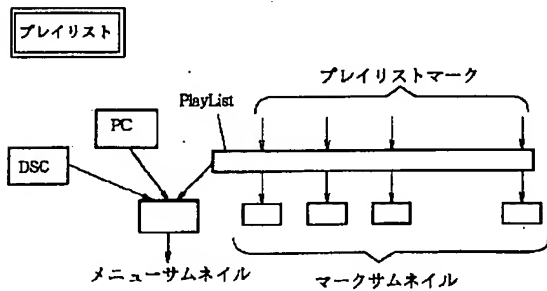 プレイリスト
プレイリストマーク
PlayList
PC
DSC
メニューサムネイル
マークサムネイル